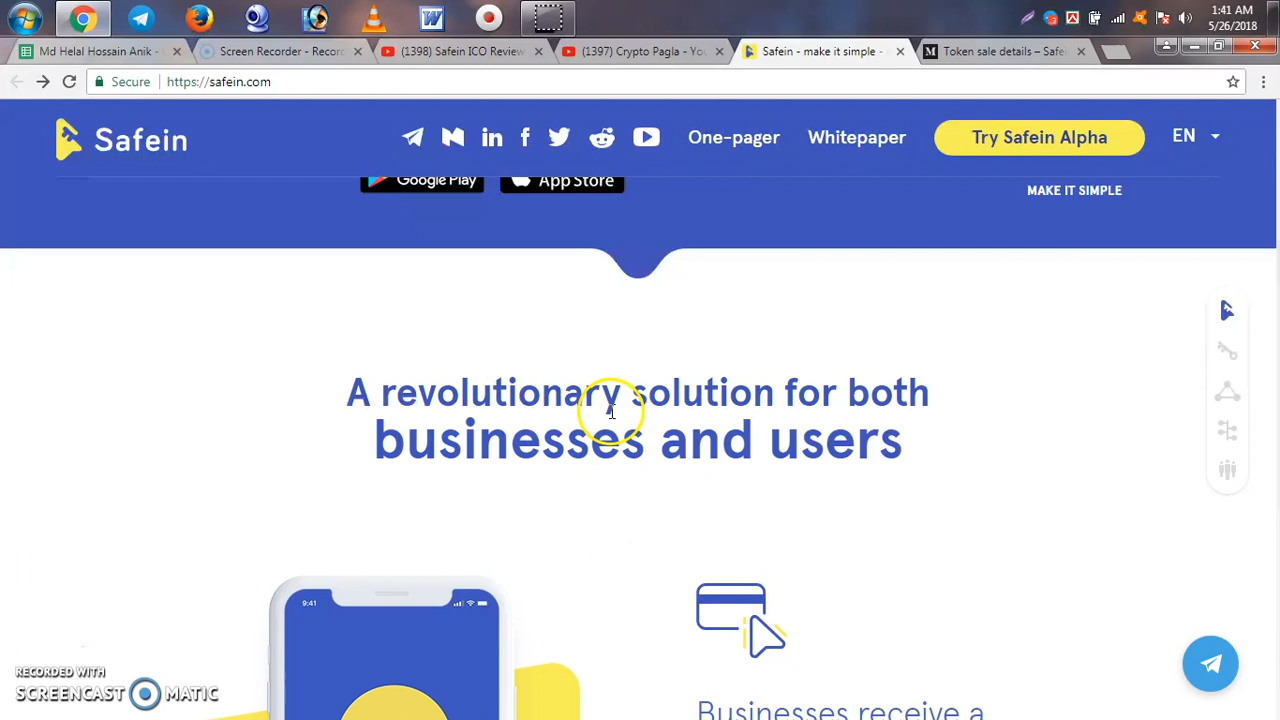 1:41 AM
5/26/2018
Md Helal Hossain Anik -
Screen Recorder - Recor
(1398) Safein ICO Review
(1397) Crypto Pagla - Yo
Safein - make it simple -
Token sale details – Safe
Secure
https://safein.com
Safein
One-pager
Whitepaper
Try Safein Alpha
EN
Google Play
App Store
MAKE IT SIMPLE
A revolutionary solution for both
businesses and users
9:41
Businesses receive a
RECORDED WITH
SCREENCAST MATIC